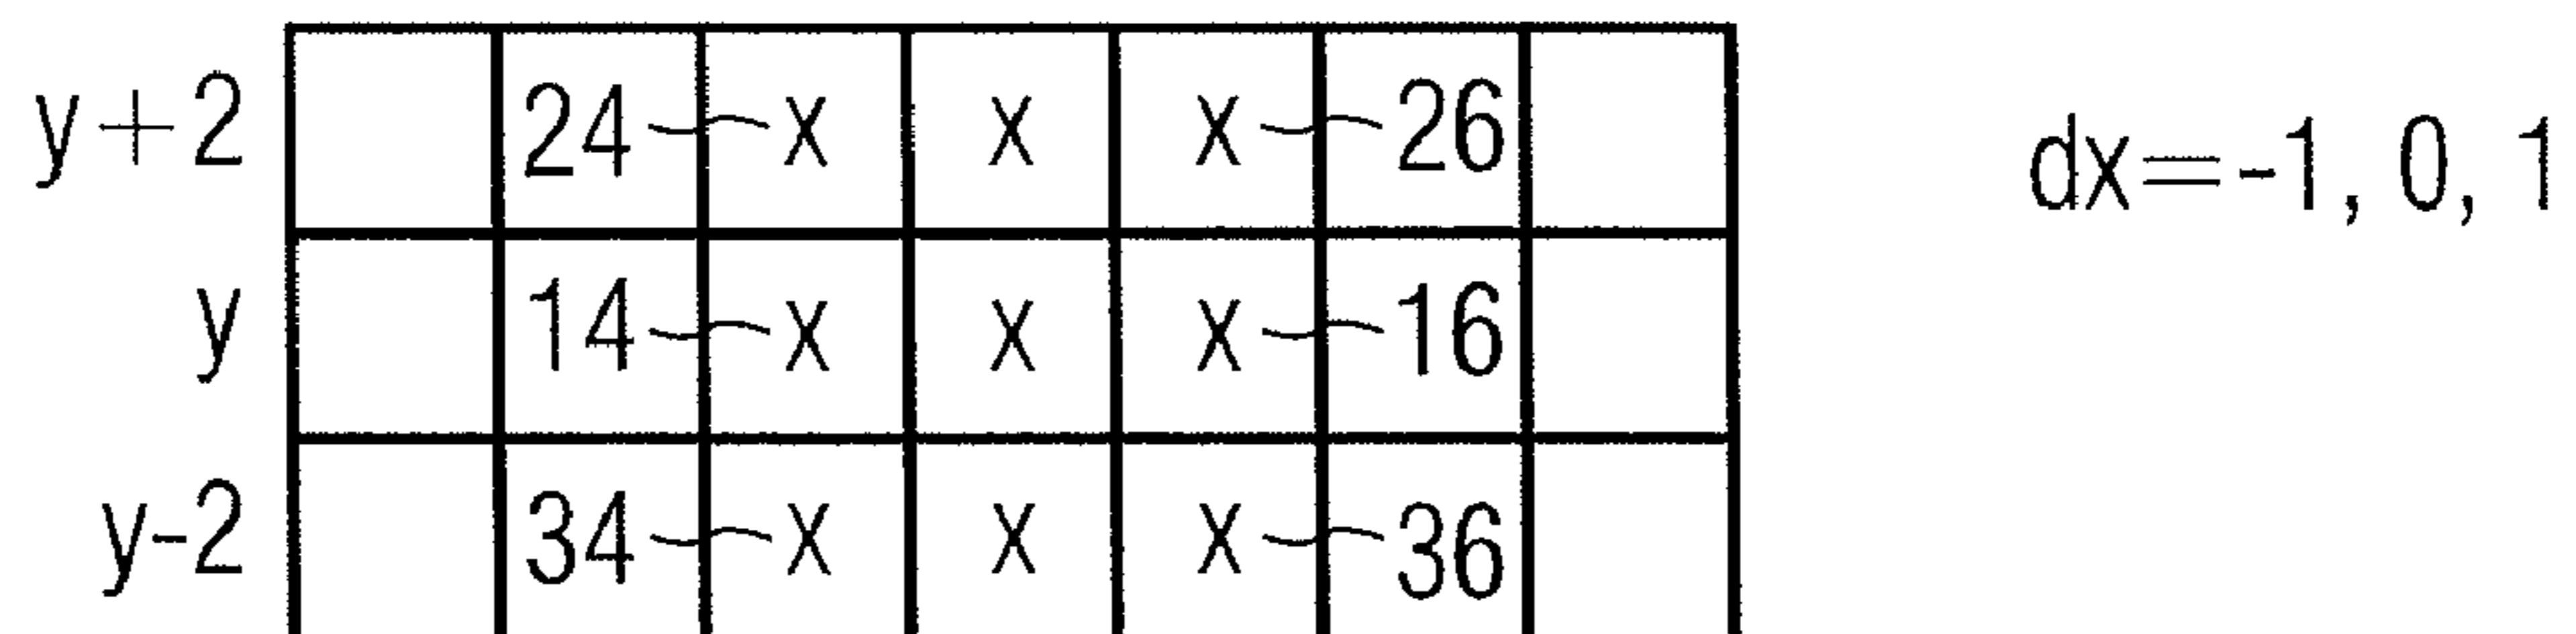 y+2 24 x x x 26 dx=-1, 0, 1
y 14 x x x 16
y-2 34 x x x 36